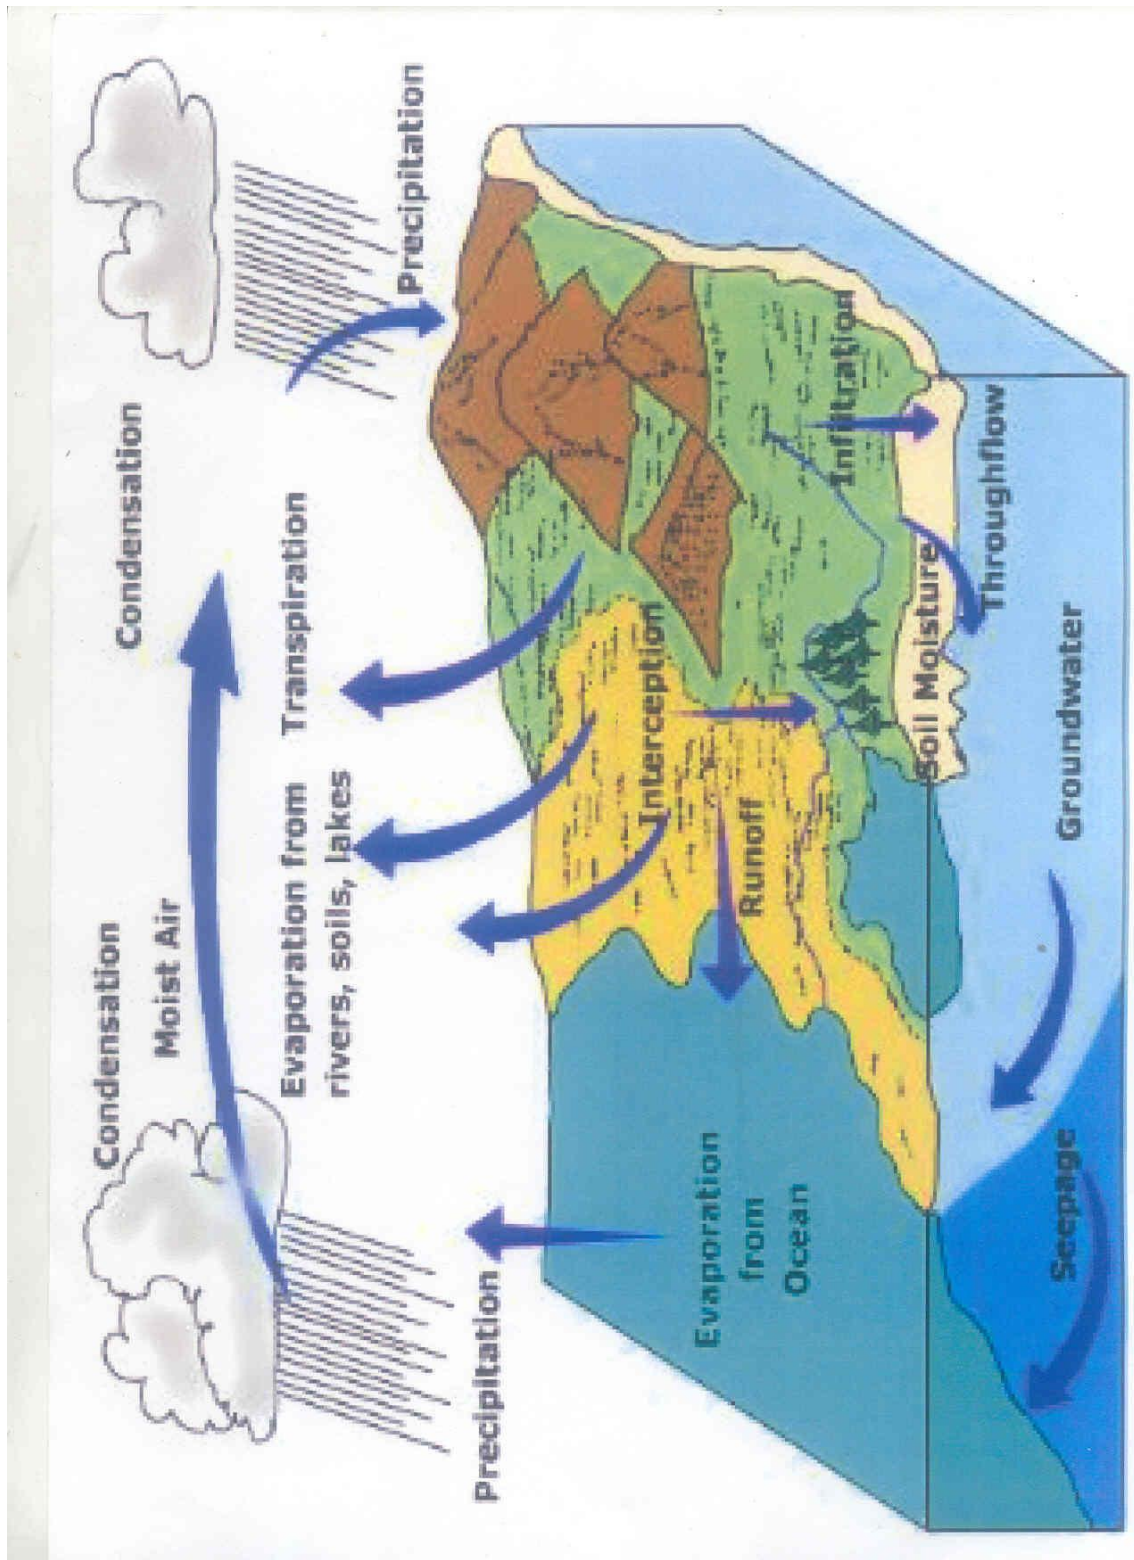 Condensation
Moist Air
Condensation
Evaporation from
rivers, soils, lakes
Transpiration
Precipitation
Precipitation
Interception
Evaporation
from
Ocean
Runoff
Infiltration
Soil Moisture
Throughflow
Groundwater
Seepage